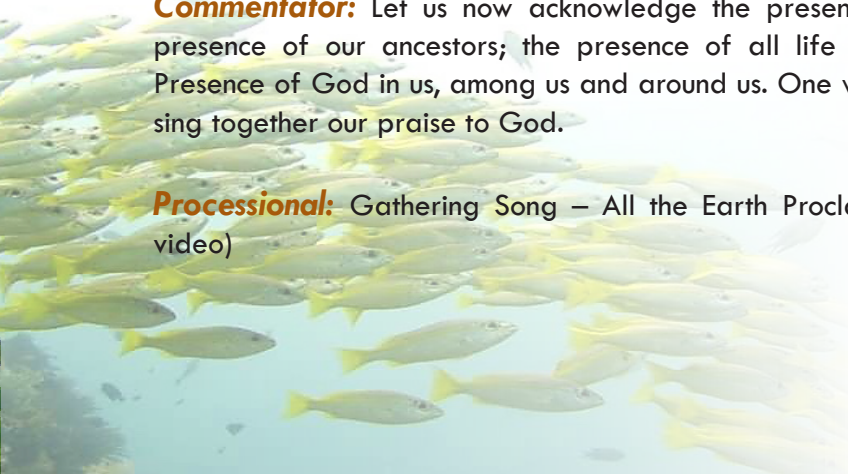 Commentator: Let us now acknowledge the
presence of our ancestors; the presence of all life
Presence of God in us, among us and around us. One
sing together our praise to God.
Processional: Gathering Song – All the Earth
video)